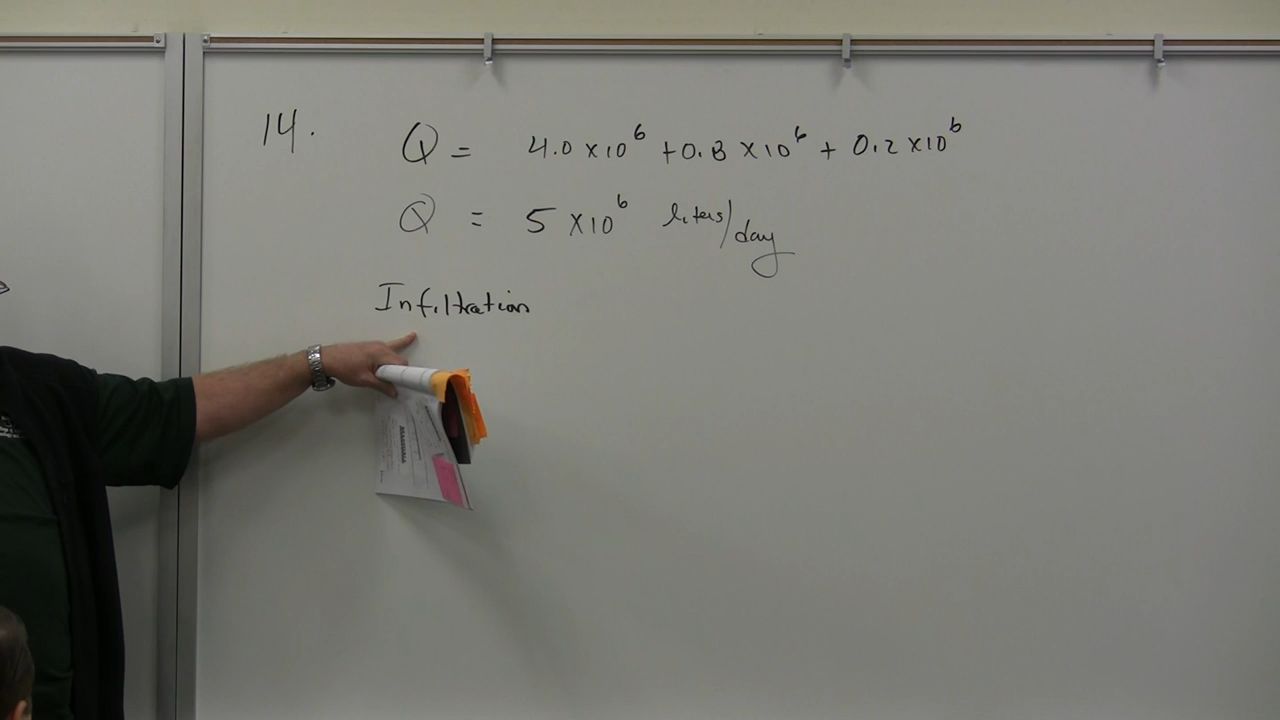 14. Q = 4.0 ×10⁶ +0.8 ×10⁶ + 0.2 ×10⁶
Q = 5 ×10⁶ liters/day
Infiltration